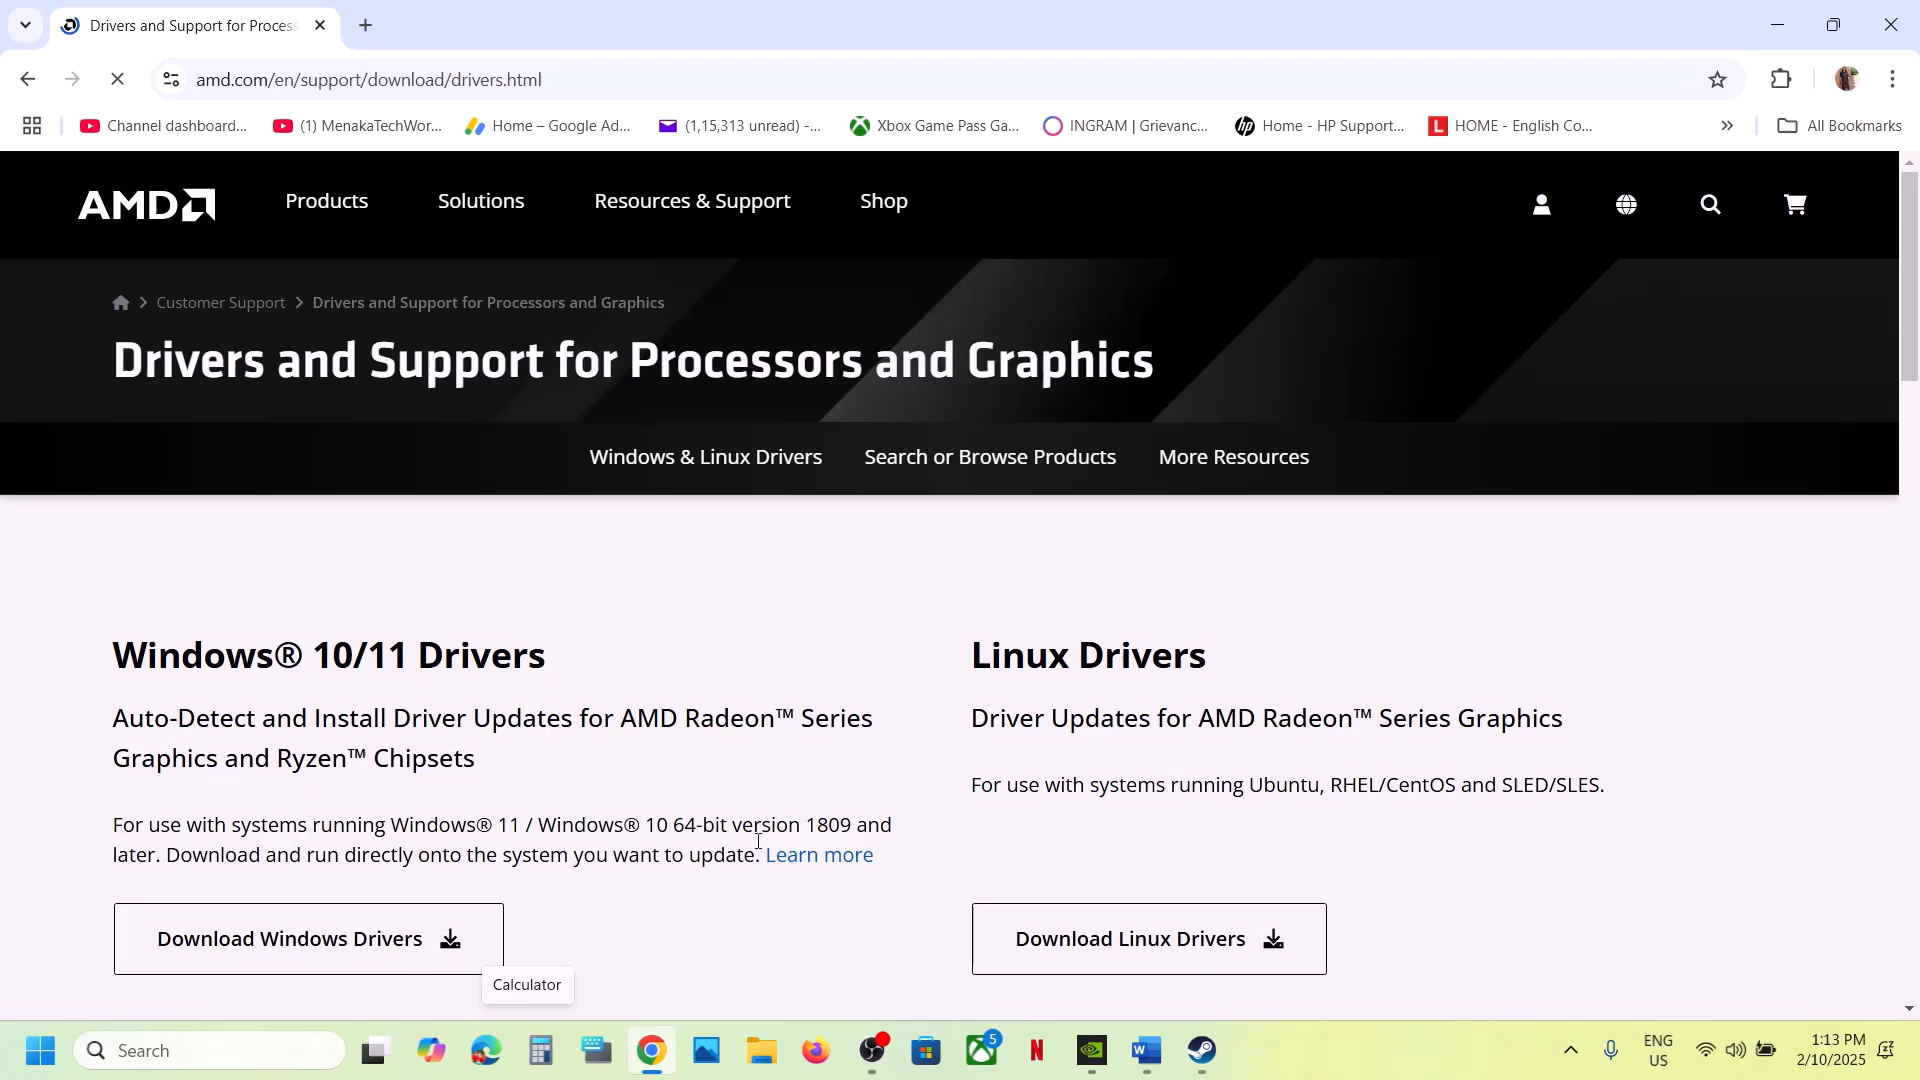 Drivers and Support for Process
amd.com/en/support/download/drivers.html
Channel dashboard...
(1) MenakaTechWor...
Home – Google Ad...
(1,15,313 unread) -...
Xbox Game Pass Ga...
INGRAM | Grievanc...
Home - HP Support...
HOME - English Co...
All Bookmarks
AMD
Products
Solutions
Resources & Support
Shop
Customer Support
Drivers and Support for Processors and Graphics
Drivers and Support for Processors and Graphics
Windows & Linux Drivers
Search or Browse Products
More Resources
Windows® 10/11 Drivers
Auto-Detect and Install Driver Updates for AMD Radeon™ Series
Graphics and Ryzen™ Chipsets
For use with systems running Windows® 11 / Windows® 10 64-bit version 1809 and
later. Download and run directly onto the system you want to update. Learn more
Download Windows Drivers
Linux Drivers
Driver Updates for AMD Radeon™ Series Graphics
For use with systems running Ubuntu, RHEL/CentOS and SLED/SLES.
Download Linux Drivers
Calculator
Search
5
ENG
US
1:13 PM
2/10/2025